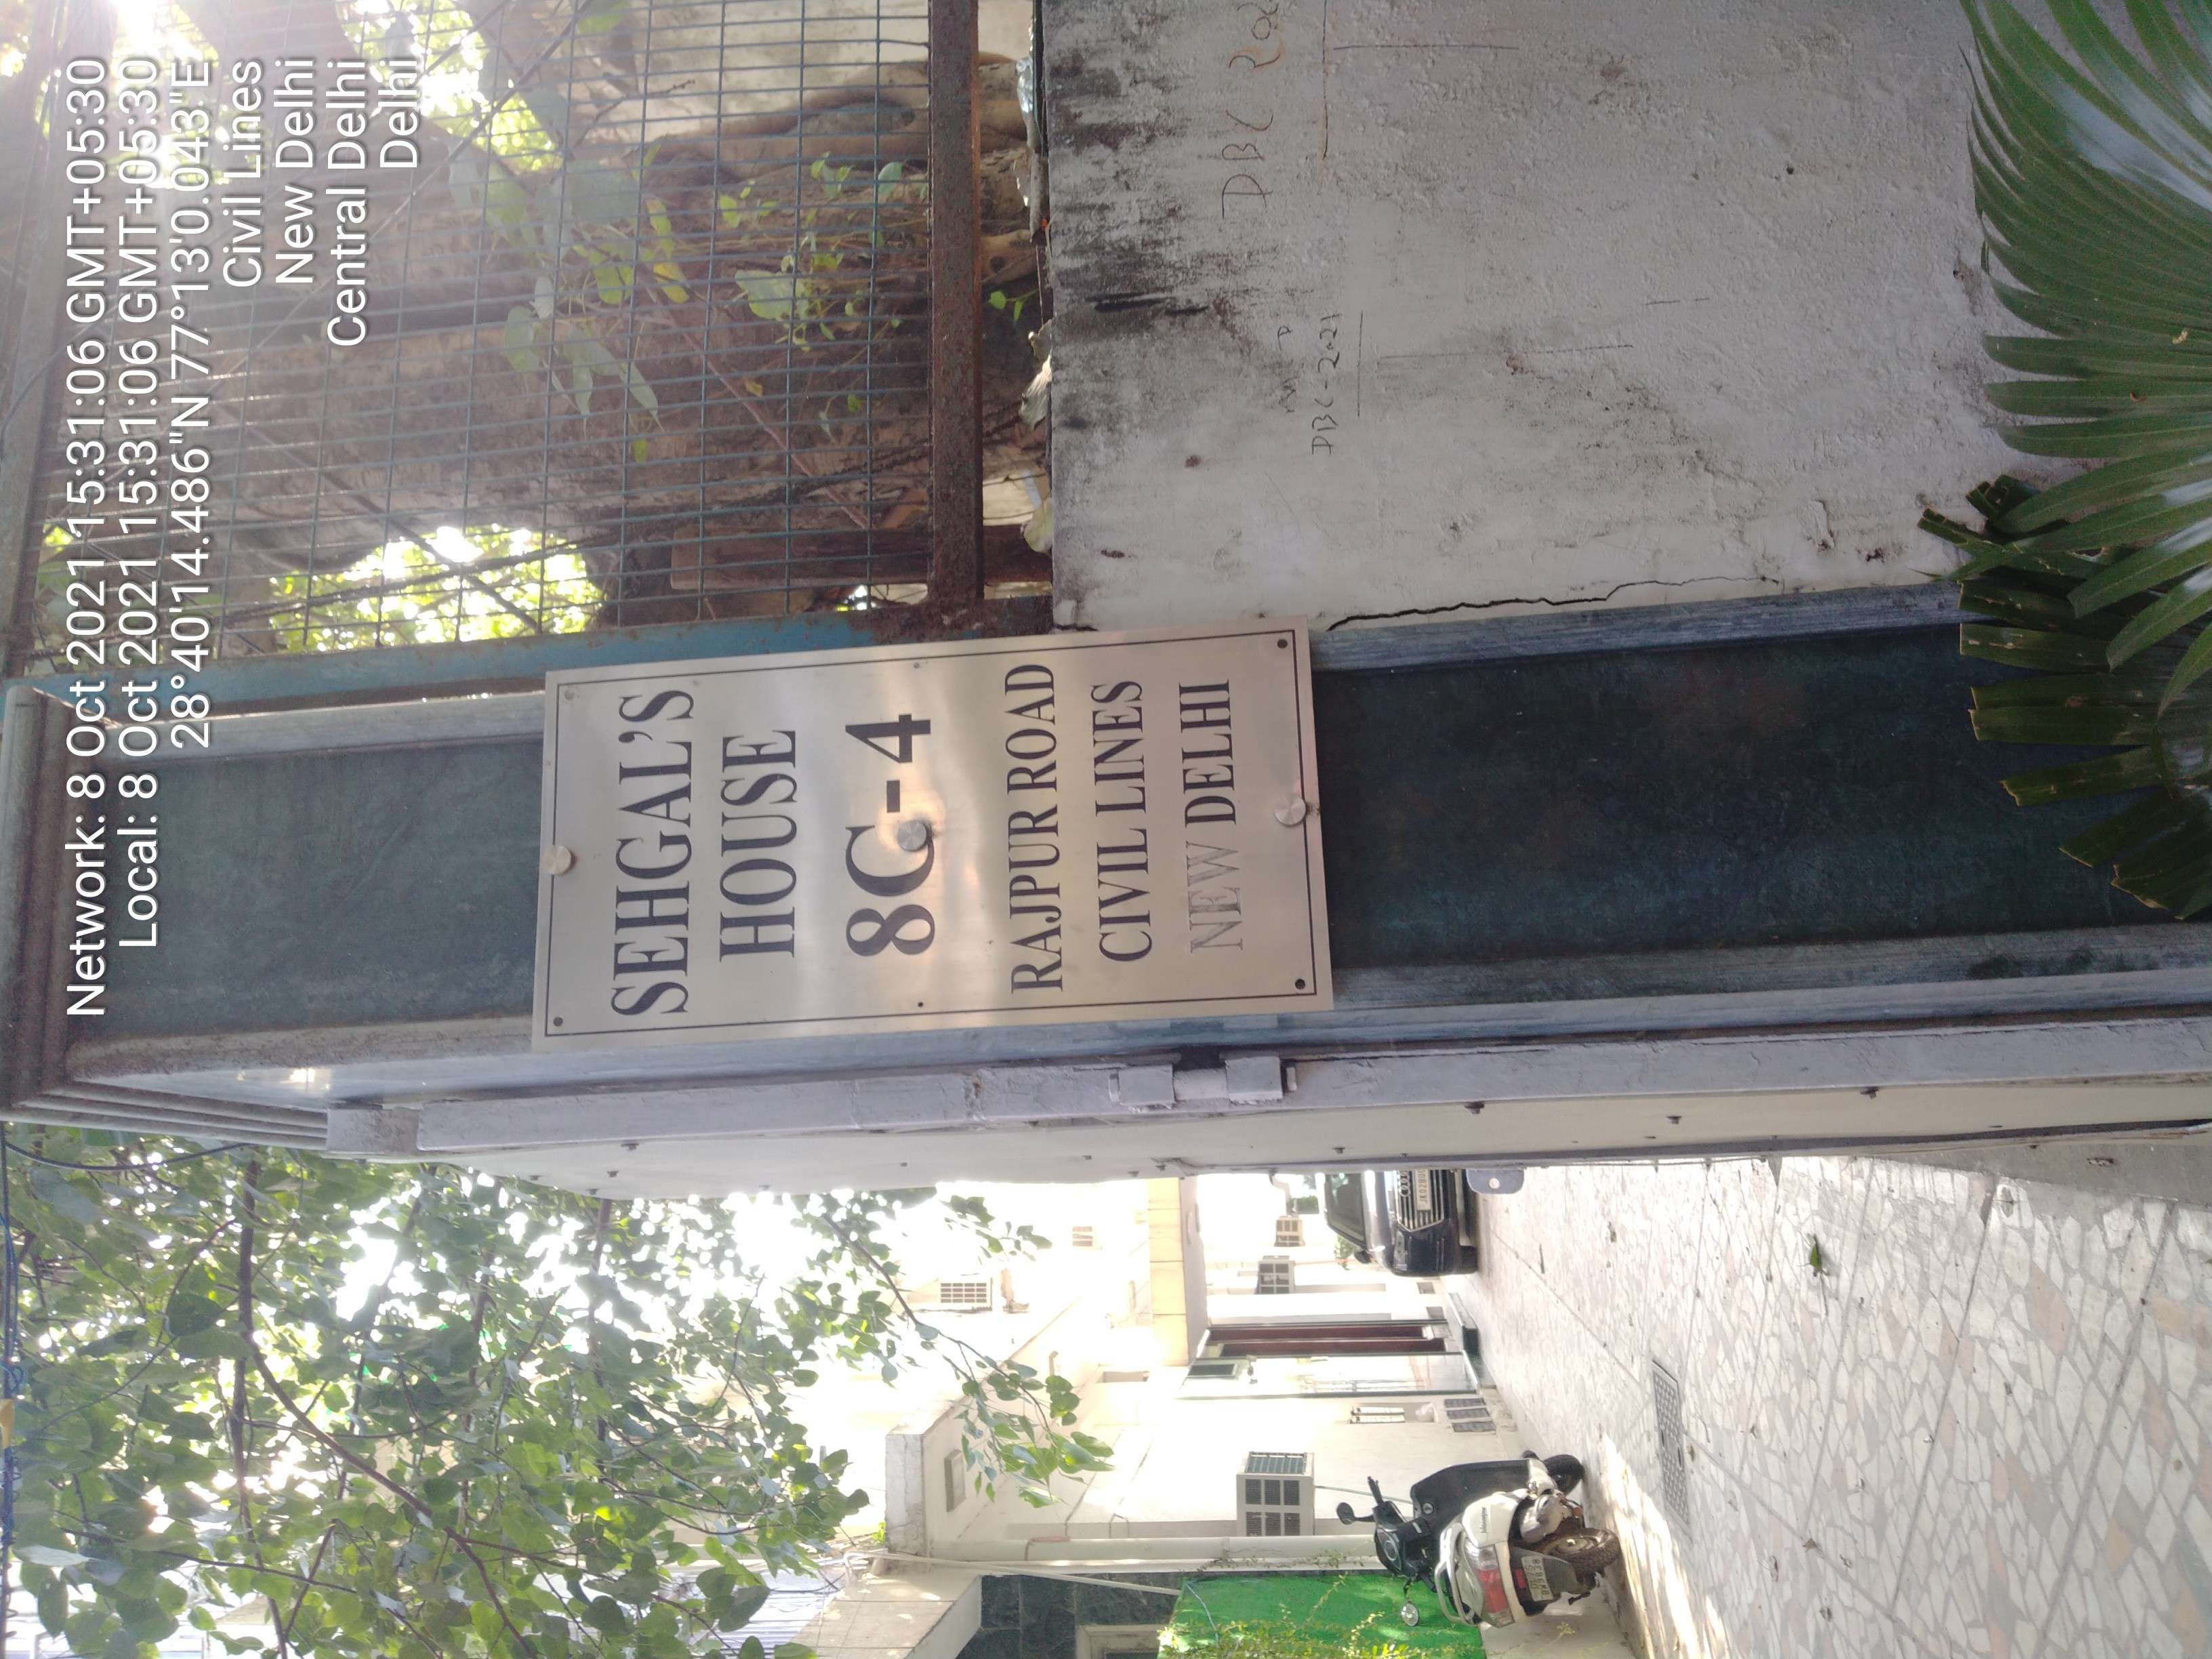 Network: 8 Oct 2021 15:31:06 GMT+05:30
Local: 8 Oct 2021 15:31:06 GMT+05:30
28°40'14.486"N 77°13'0.043"E
Civil Lines
New Delhi
Central Delhi
Delhi
SEHGAL'S
HOUSE
8G-4
RAJPUR ROAD
CIVIL LINES
NEW DELHI
DBC
DBC-2021